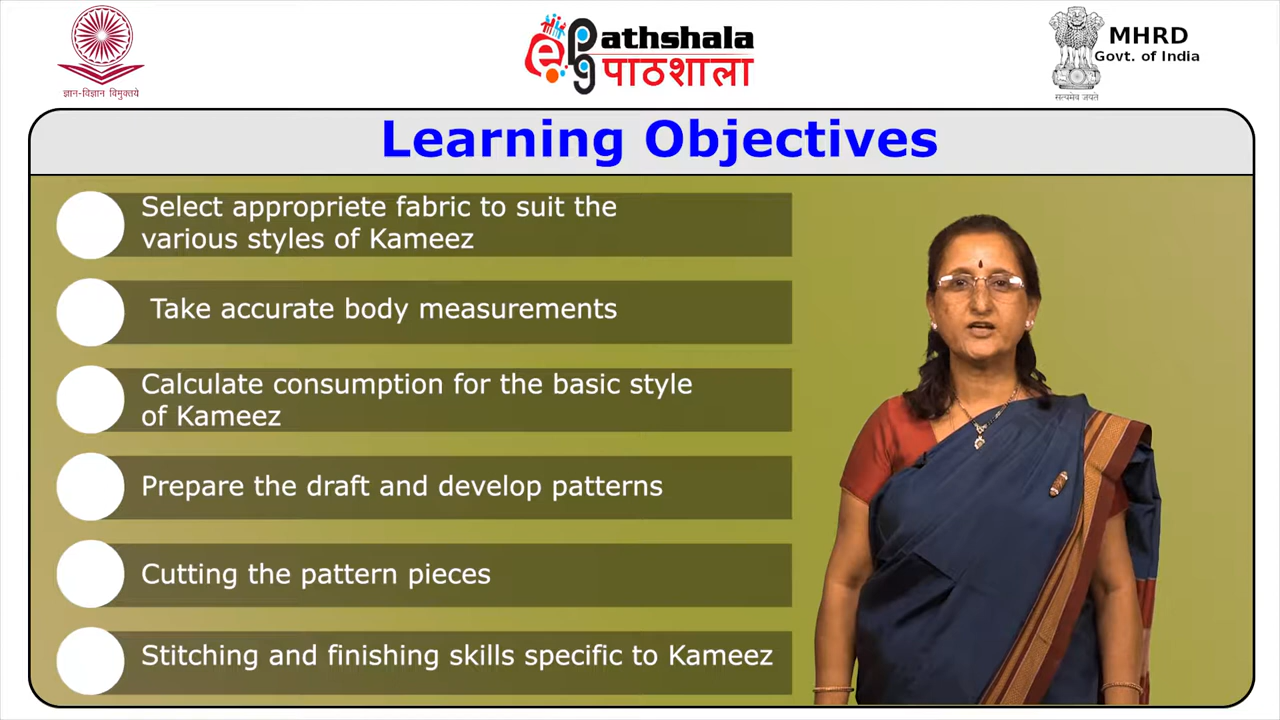 ज्ञान-विज्ञान विमुक्तये
e pg Pathshala
पाठशाला
MHRD
Govt. of India
सत्यमेव जयते
Learning Objectives
Select appropriete fabric to suit the
various styles of Kameez
Take accurate body measurements
Calculate consumption for the basic style
of Kameez
Prepare the draft and develop patterns
Cutting the pattern pieces
Stitching and finishing skills specific to Kameez